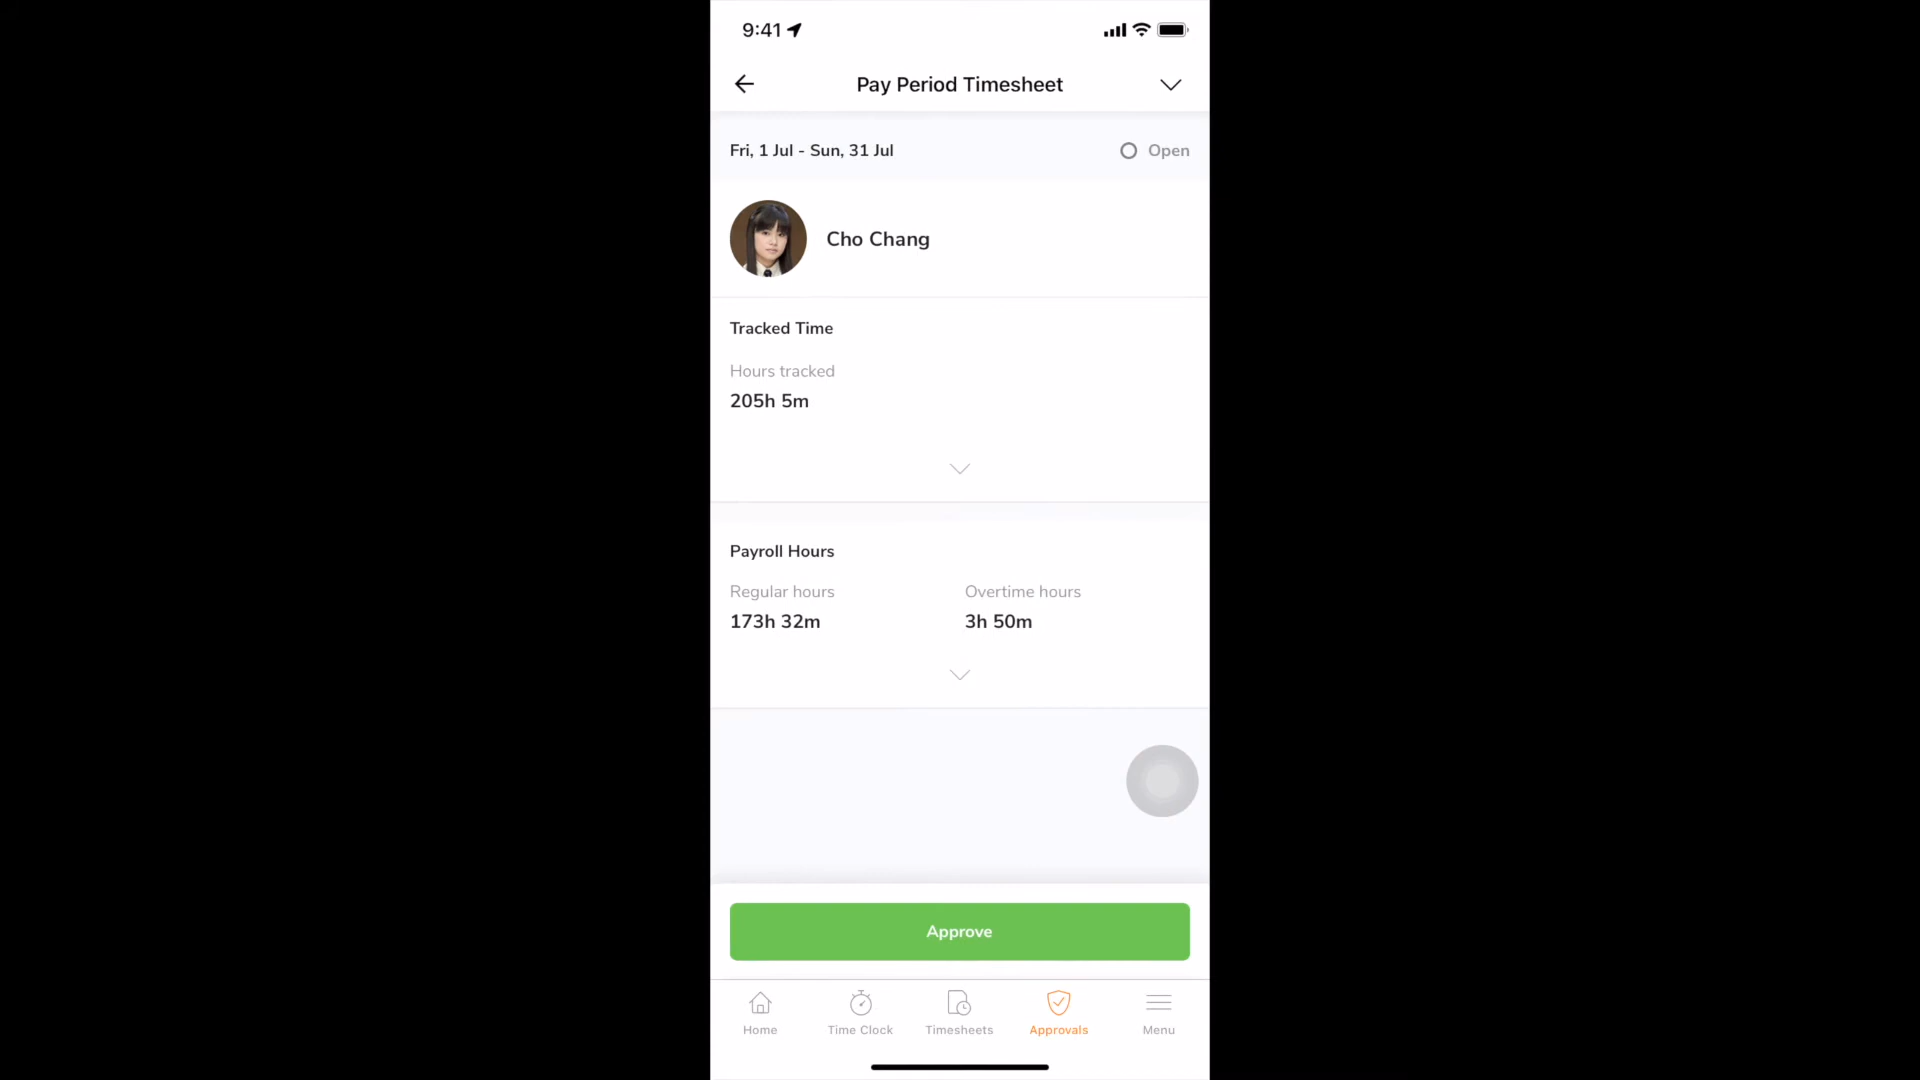 9:41
Pay Period Timesheet
Fri, 1 Jul - Sun, 31 Jul
Open
Cho Chang
Tracked Time
Hours tracked
205h 5m
Payroll Hours
Regular hours
Overtime hours
173h 32m
3h 50m
Approve
Home
Time Clock
Timesheets
Approvals
Menu